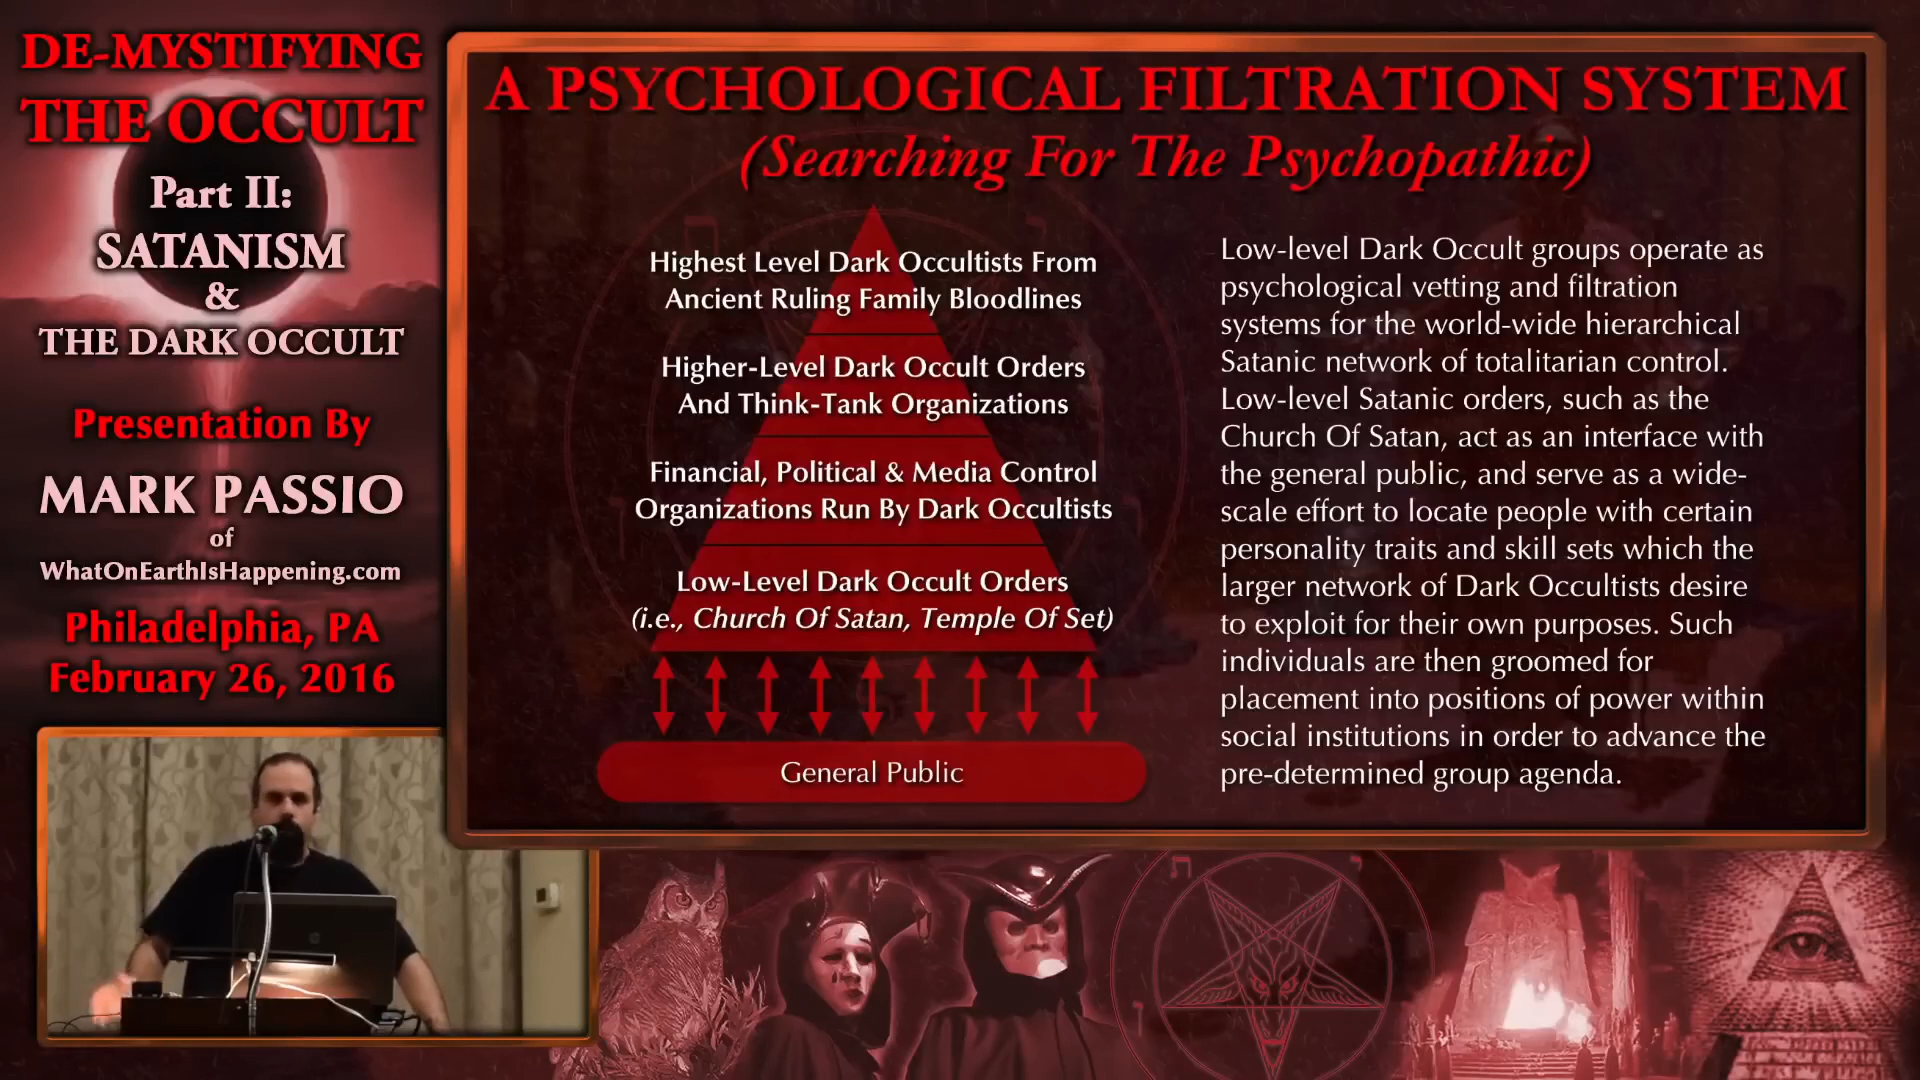 DE-MYSTIFYING
THE OCCULT
Part II:
SATANISM
&
THE DARK OCCULT
Presentation By
MARK PASSIO
of
WhatOnEarthIsHappening.com
Philadelphia, PA
February 26, 2016
A PSYCHOLOGICAL FILTRATION SYSTEM
(Searching For The Psychopathic)
Highest Level Dark Occultists From
Ancient Ruling Family Bloodlines
Higher-Level Dark Occult Orders
And Think-Tank Organizations
Financial, Political & Media Control
Organizations Run By Dark Occultists
Low-Level Dark Occult Orders
(i.e., Church Of Satan, Temple Of Set)
General Public
Low-level Dark Occult groups operate as
psychological vetting and filtration
systems for the world-wide hierarchical
Satanic network of totalitarian control.
Low-level Satanic orders, such as the
Church Of Satan, act as an interface with
the general public, and serve as a wide-
scale effort to locate people with certain
personality traits and skill sets which the
larger network of Dark Occultists desire
to exploit for their own purposes. Such
individuals are then groomed for
placement into positions of power within
social institutions in order to advance the
pre-determined group agenda.